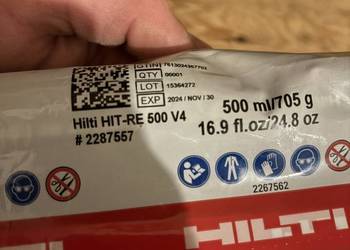 GTIN 7613024367702
QTY 00001
LOT 15364272
EXP 2024 / NOV / 30
Hilti HIT-RE 500 V4
# 2287557
500 ml/705 g
16.9 fl.oz/24.8 oz
2267562
HILTI